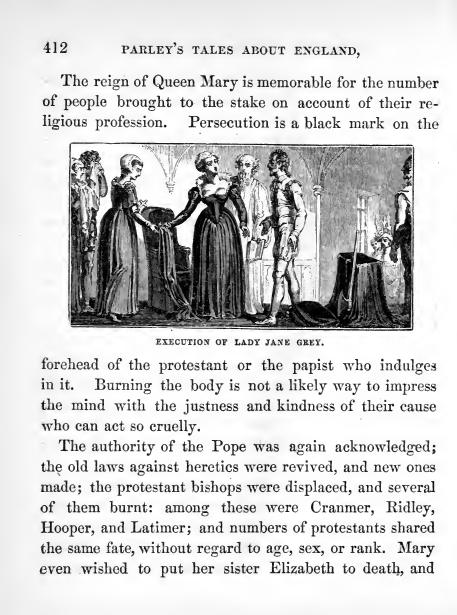 412 PARLEY'S TALES ABOUT ENGLAND,
The reign of Queen Mary is memorable for the number
of people brought to the stake on account of their re-
ligious profession. Persecution is a black mark on the
EXECUTION OF LADY JANE GREY.
forehead of the protestant or the papist who indulges
in it. Burning the body is not a likely way to impress
the mind with the justness and kindness of their cause
who can act so cruelly.
The authority of the Pope was again acknowledged;
the old laws against heretics were revived, and new ones
made; the protestant bishops were displaced, and several
of them burnt: among these were Cranmer, Ridley,
Hooper, and Latimer; and numbers of protestants shared
the same fate, without regard to age, sex, or rank. Mary
even wished to put her sister Elizabeth to death, and